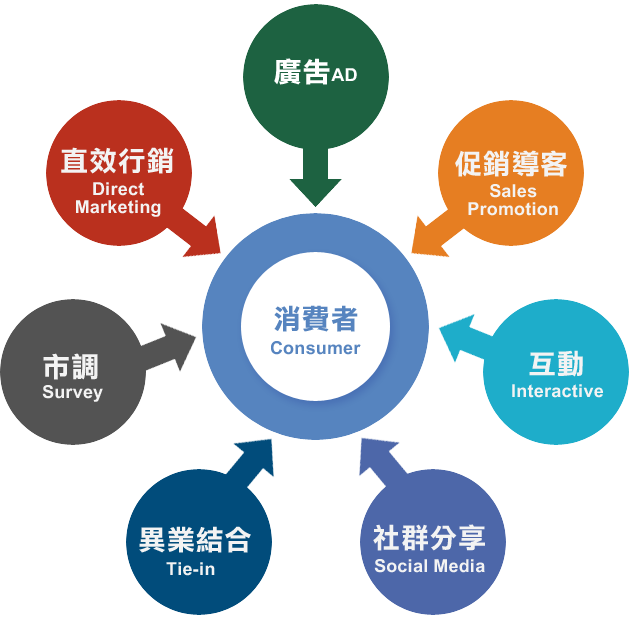 廣告AD
直效行銷
Direct
Marketing
促銷導客
Sales
Promotion
消費者
Consumer
市調
Survey
互動
Interactive
異業結合
Tie-in
社群分享
Social Media